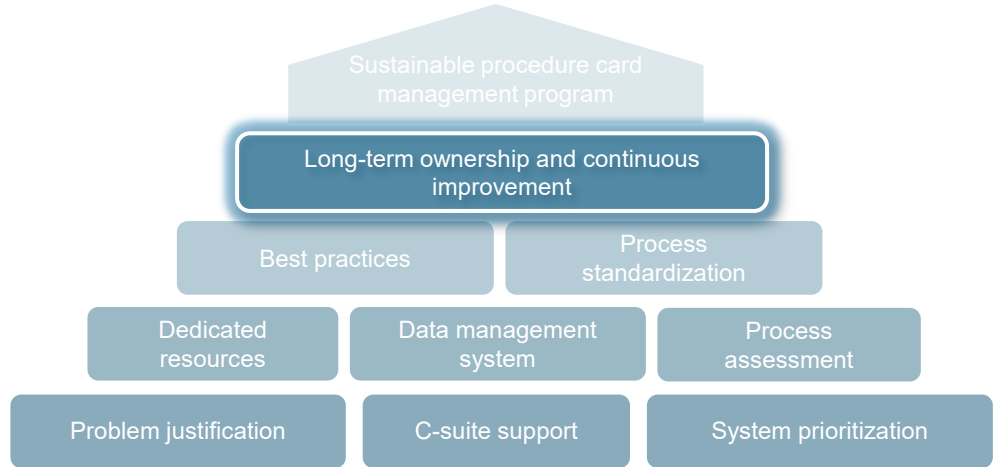 Sustainable procedure card
management program
Long-term ownership and continuous
improvement
Best practices
Process
standardization
Dedicated
resources
Data management
system
Process
assessment
Problem justification
C-suite support
System prioritization